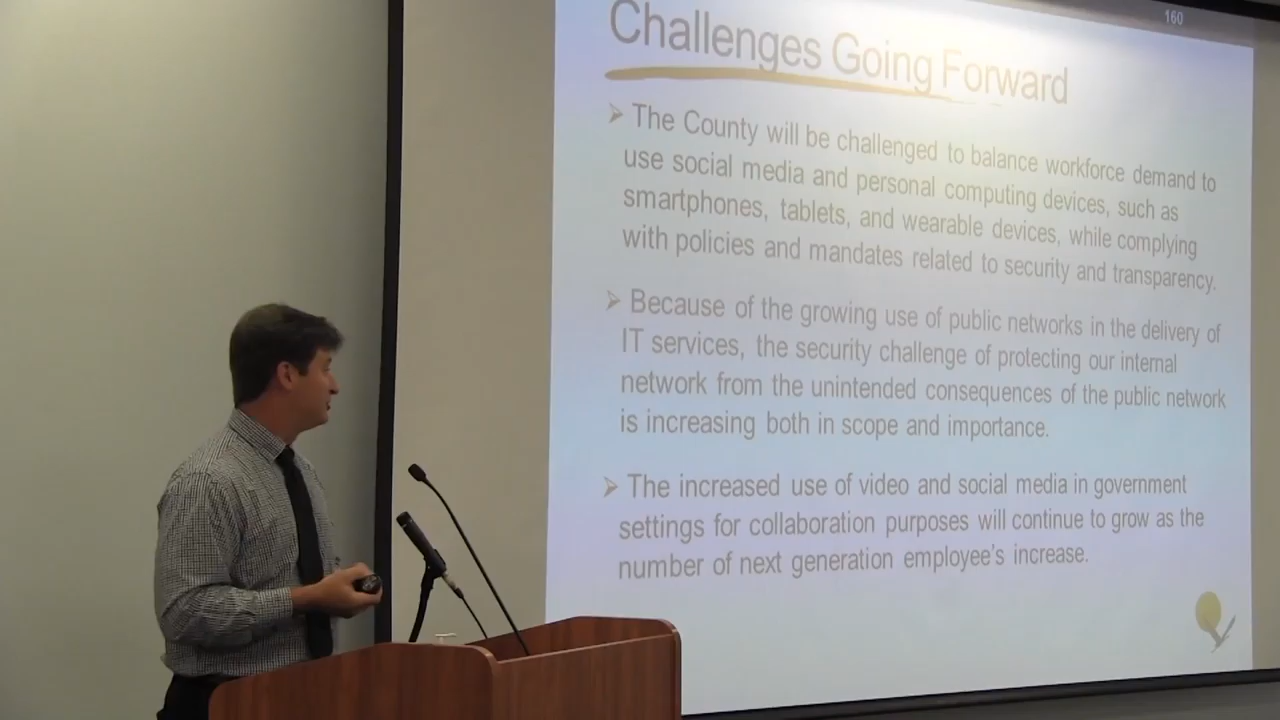 160
Challenges Going Forward
The County will be challenged to balance workforce demand to
use social media and personal computing devices, such as
smartphones, tablets, and wearable devices, while complying
with policies and mandates related to security and transparency.
Because of the growing use of public networks in the delivery of
IT services, the security challenge of protecting our internal
network from the unintended consequences of the public network
is increasing both in scope and importance.
The increased use of video and social media in government
settings for collaboration purposes will continue to grow as the
number of next generation employee's increase.